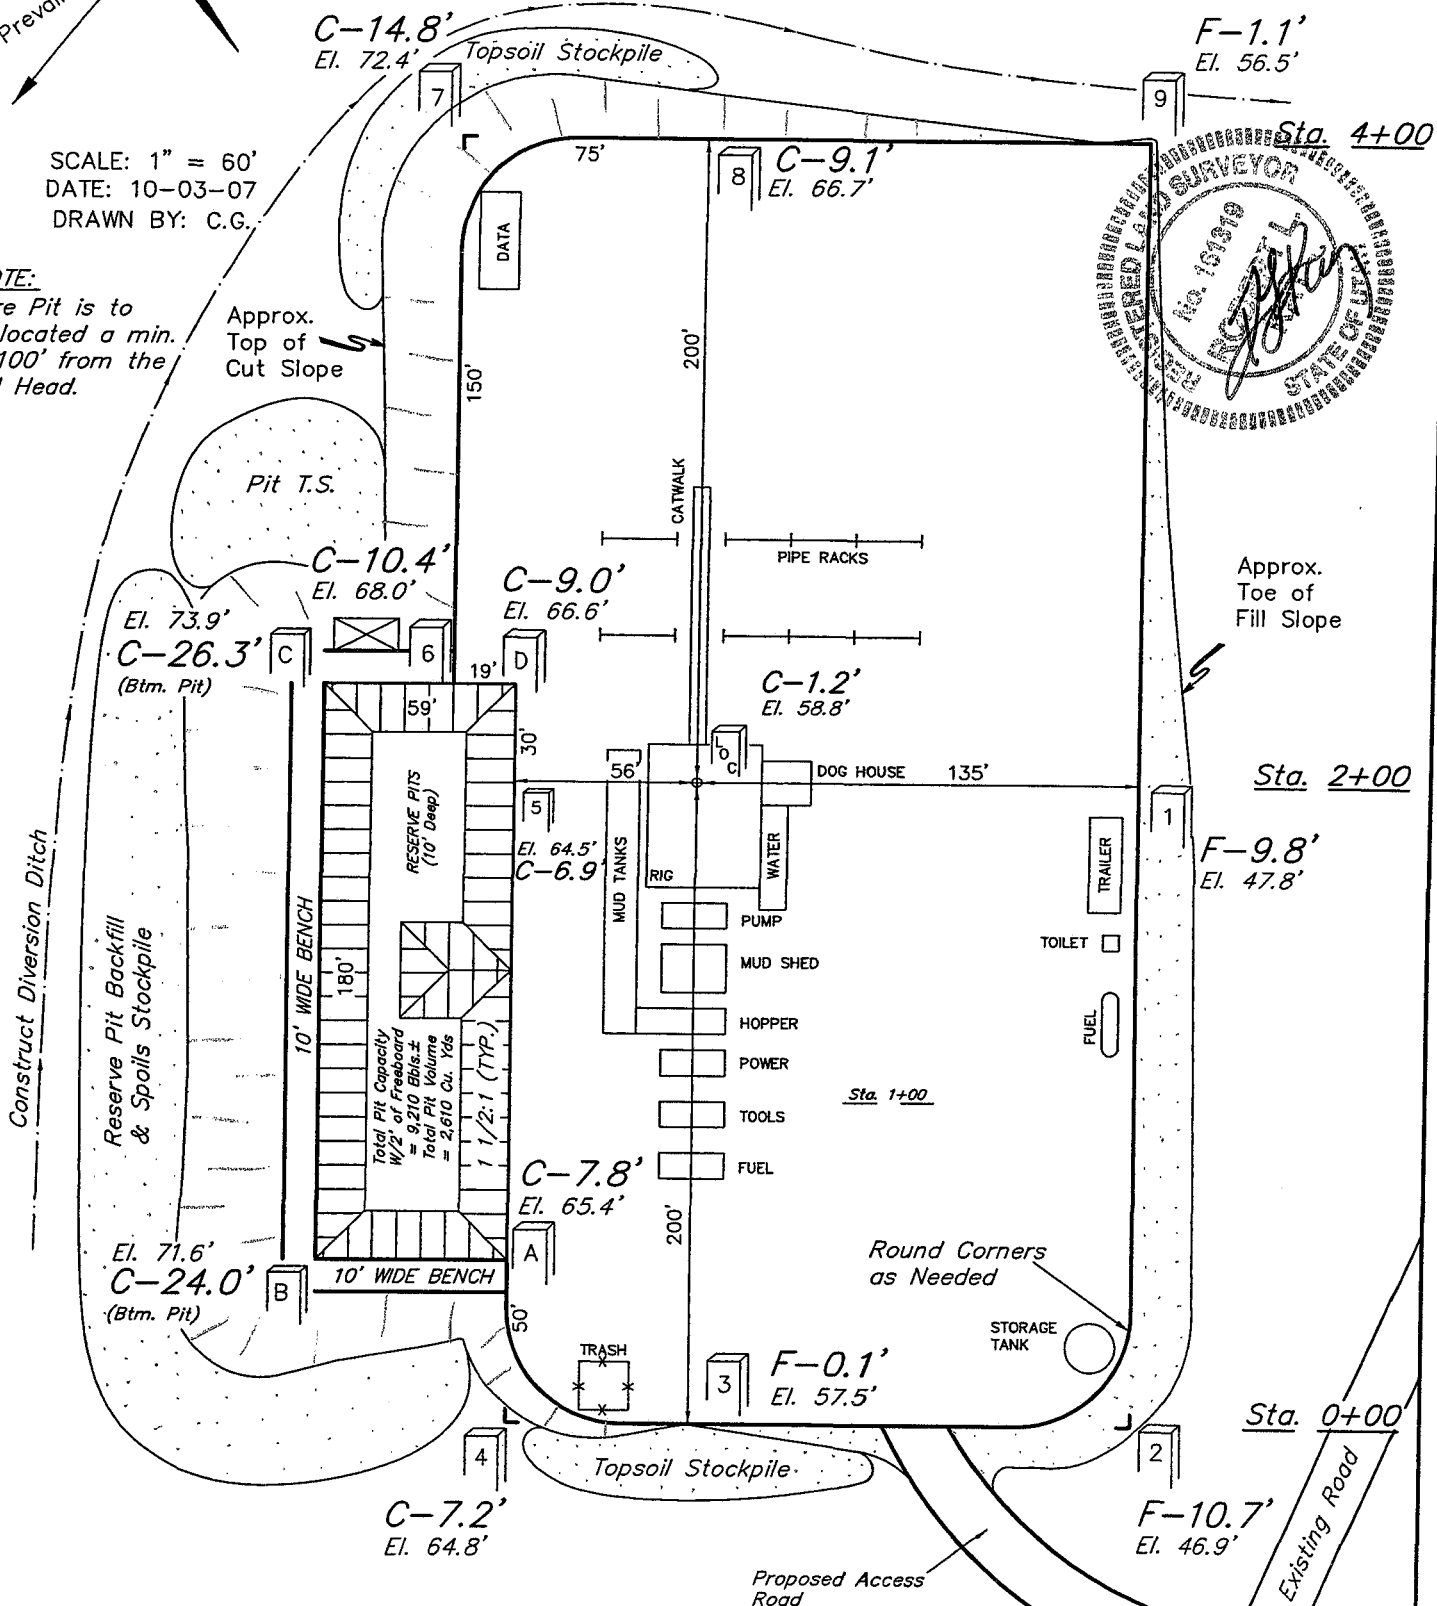 Prevai
C-14.8'
El. 72.4'
Topsoil Stockpile
F-1.1'
El. 56.5'
7
9
Sta. 4+00
SCALE: 1" = 60'
DATE: 10-03-07
DRAWN BY: C.G.
75'
8
C-9.1'
El. 66.7'
REGISTERED LAND SURVEYOR
No. 161319
STATE OF UTAH
DATA
OTE:
re Pit is to
located a min.
100' from the
l Head.
Approx.
Top of
Cut Slope
150'
200'
Pit T.S.
CATWALK
PIPE RACKS
C-10.4'
El. 68.0'
C-9.0'
El. 66.6'
Approx.
Toe of
Fill Slope
El. 73.9'
C-26.3'
(Btm. Pit)
C
6
D
19'
59'
30'
C-1.2'
El. 58.8'
LOC
56'
DOG HOUSE
135'
Sta. 2+00
5
El. 64.5'
C-6.9'
RESERVE PITS
(10' Deep)
MUD TANKS
RIG
WATER
TRAILER
1
F-9.8'
El. 47.8'
PUMP
TOILET
MUD SHED
HOPPER
FUEL
POWER
TOOLS
FUEL
Sta. 1+00
Construct Diversion Ditch
Reserve Pit Backfill
& Spoils Stockpile
10' WIDE BENCH
180'
Total Pit Capacity
W/2' of Freeboard
= 9,210 Bbls.±
Total Pit Volume
= 2,610 Cu. Yds
1 1/2:1 (TYP.)
C-7.8'
El. 65.4'
A
200'
El. 71.6'
C-24.0'
(Btm. Pit)
B
10' WIDE BENCH
50'
Round Corners
as Needed
STORAGE
TANK
TRASH
3
F-0.1'
El. 57.5'
Sta. 0+00
4
Topsoil Stockpile
2
C-7.2'
El. 64.8'
F-10.7'
El. 46.9'
Existing Road
Proposed Access
Road